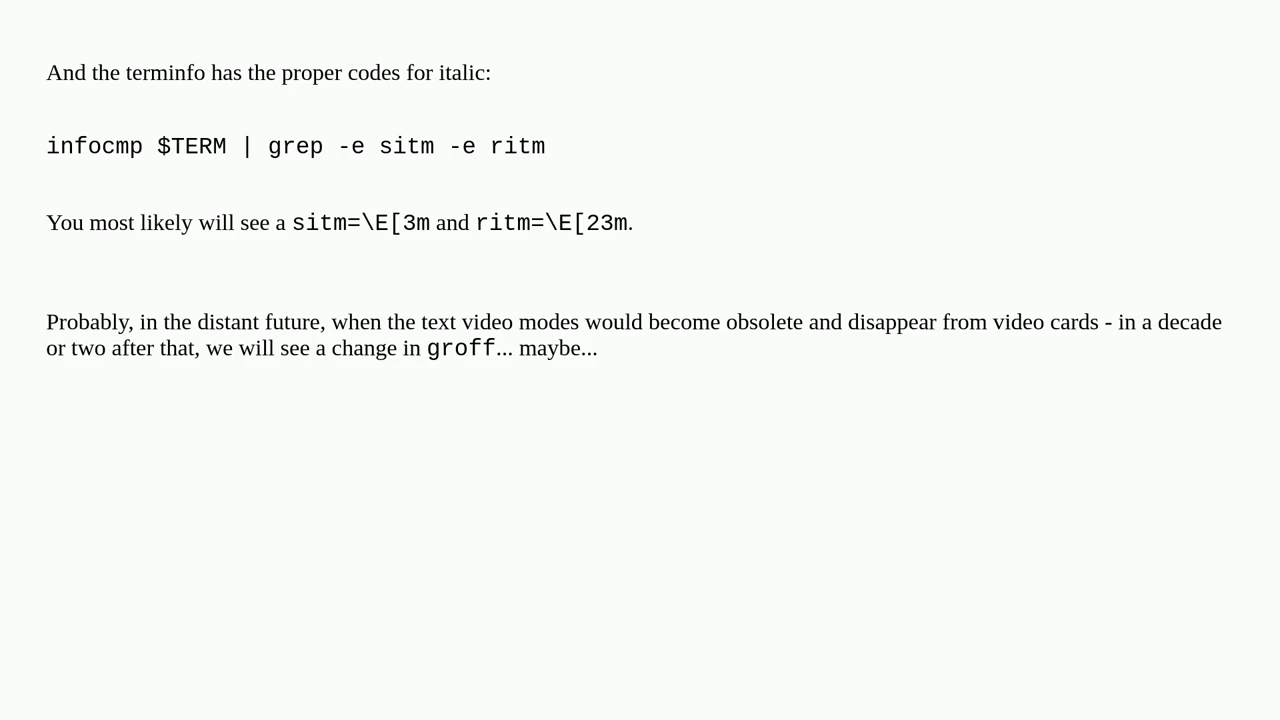 And the terminfo has the proper codes for italic:
infocmp $TERM | grep -e sitm -e ritm
You most likely will see a sitm=\E[3m and ritm=\E[23m.
Probably, in the distant future, when the text video modes would become obsolete and disappear from video cards - in a decade
or two after that, we will see a change in groff... maybe...